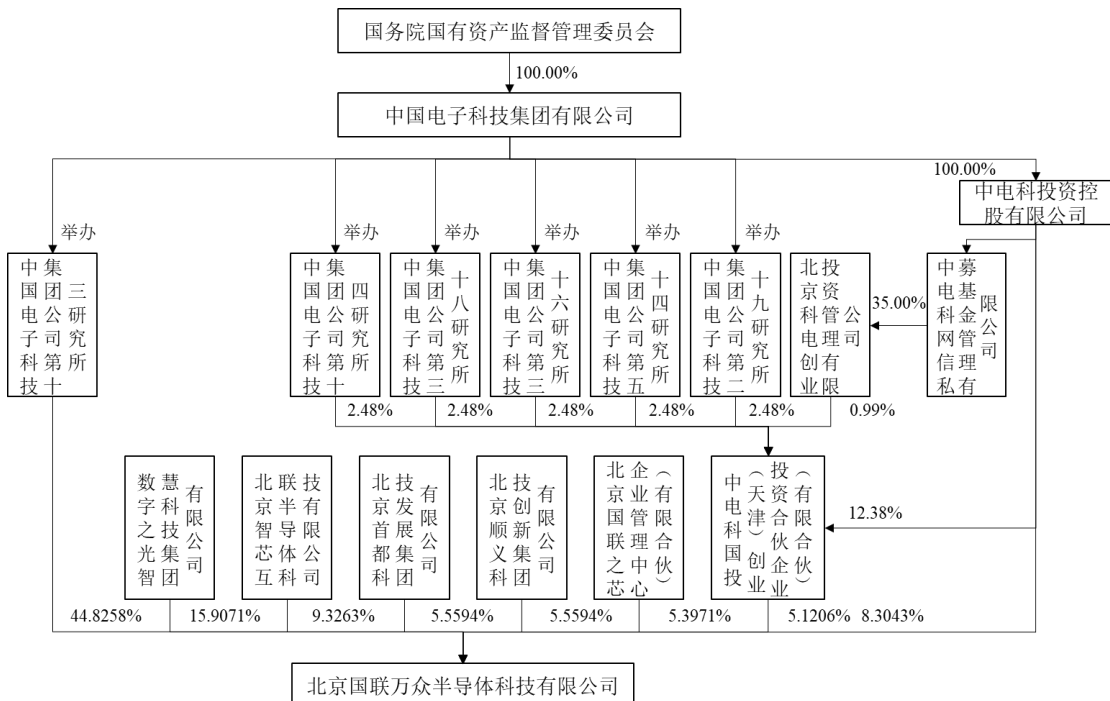 国务院国有资产监督管理委员会
100.00%
中国电子科技集团有限公司
100.00%
中电科投资控
股有限公司
举办
举办
举办
举办
举办
举办
中国电子科技
集团公司第十
三研究所
中国电子科技
集团公司第十
四研究所
中国电子科技
集团公司第三
十八研究所
中国电子科技
集团公司第三
十六研究所
中国电子科技
集团公司第五
十四研究所
中国电子科技
集团公司第二
十九研究所
北京科电创业
投资管理有限
公司
35.00%
中电科网信私
募基金管理有
限公司
2.48%
2.48%
2.48%
2.48%
2.48%
0.99%
数字之光智
慧科技集团
有限公司
北京智芯互
联半导体科
技有限公司
北京首都科
技发展集团
有限公司
北京顺义科
技创新集团
有限公司
北京国联之芯
企业管理中心
（有限合伙）
中电科国投
（天津）创业
投资合伙企业
（有限合伙）
12.38%
44.8258%
15.9071%
9.3263%
5.5594%
5.5594%
5.3971%
5.1206%
8.3043%
北京国联万众半导体科技有限公司